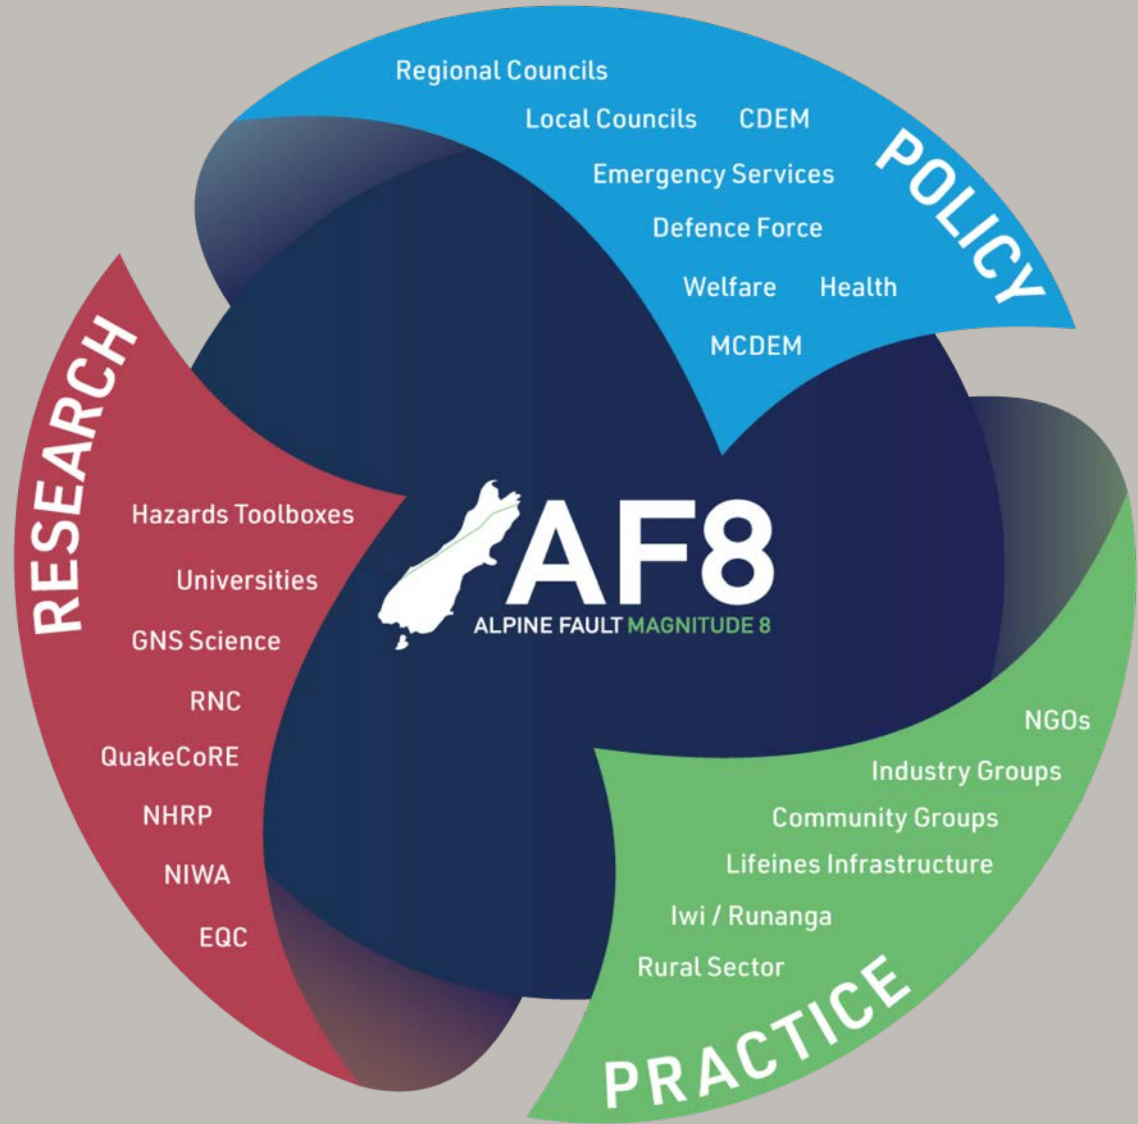 Regional Councils
Local Councils
CDEM
Emergency Services
Defence Force
Welfare
Health
MCDEM
POLICY
RESEARCH
Hazards Toolboxes
Universities
GNS Science
RNC
QuakeCoRE
NHRP
NIWA
EQC
AF8
ALPINE FAULT MAGNITUDE 8
NGOs
Industry Groups
Community Groups
Lifeines Infrastructure
Iwi / Runanga
Rural Sector
PRACTICE